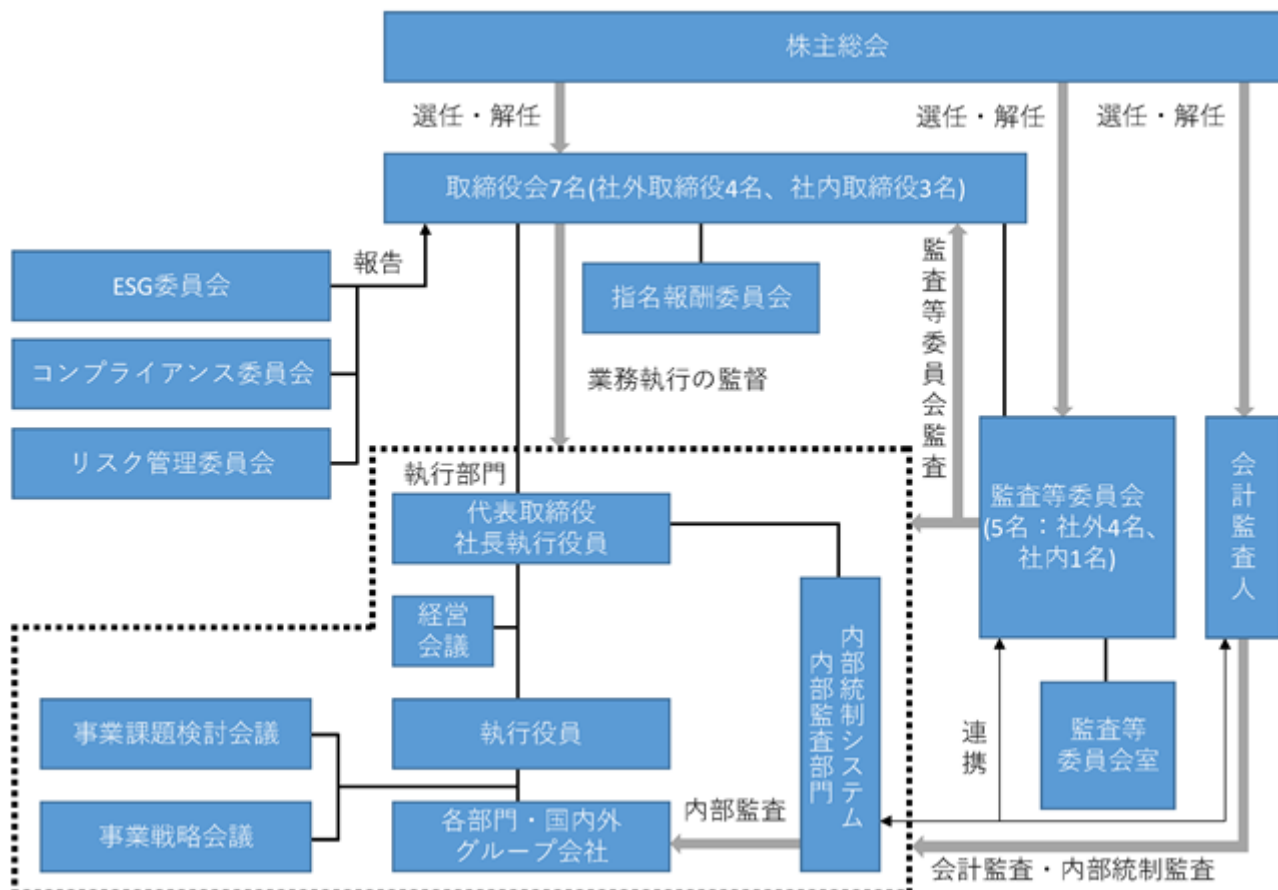 株主総会
選任・解任
選任・解任
選任・解任
取締役会7名(社外取締役4名、社内取締役3名)
ESG委員会
報告
指名報酬委員会
監査等委員会監査
コンプライアンス委員会
業務執行の監督
リスク管理委員会
執行部門
代表取締役
社長執行役員
監査等委員会
(5名：社外4名、
社内1名)
会計監査人
経営
会議
内部統制システム
内部監査部門
事業課題検討会議
執行役員
連携
監査等
委員会室
事業戦略会議
各部門・国内外
グループ会社
内部監査
会計監査・内部統制監査